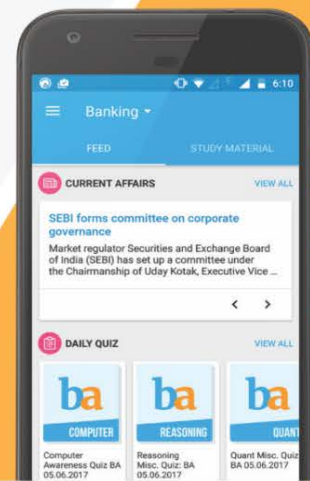 6:10
Banking
FEED STUDY MATERIAL
CURRENT AFFAIRS VIEW ALL
SEBI forms committee on corporate
governance
Market regulator Securities and Exchange Board
of India (SEBI) has set up a committee under
the Chairmanship of Uday Kotak, Executive Vice ...
DAILY QUIZ VIEW ALL
ba ba ba
COMPUTER REASONING QUANT
Computer
Awareness Quiz BA
05.06.2017
Reasoning
Misc. Quiz: BA
05.06.2017
Quant Misc. Quiz
BA 05.06.2017